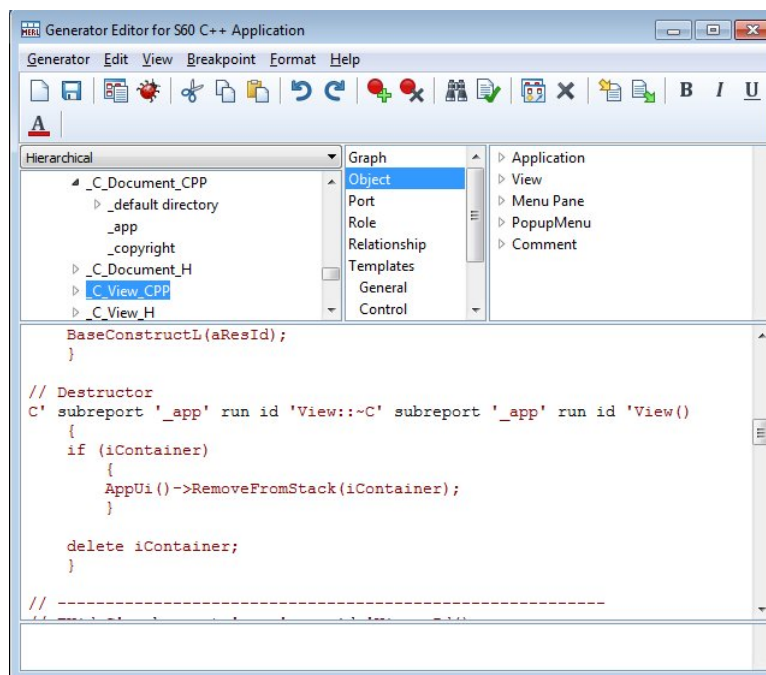 MERL Generator Editor for S60 C++ Application
Generator Edit View Breakpoint Format Help
B I U
A
Hierarchical
_C_Document_CPP
_default directory
_app
_copyright
_C_Document_H
_C_View_CPP
_C_View_H
Graph
Object
Port
Role
Relationship
Templates
General
Control
Application
View
Menu Pane
PopupMenu
Comment
BaseConstructL(aResId);
}
// Destructor
C' subreport '_app' run id 'View::~C' subreport '_app' run id 'View()
{
if (iContainer)
{
AppUi()->RemoveFromStack(iContainer);
}
delete iContainer;
}
// ---------------------------------------------------------